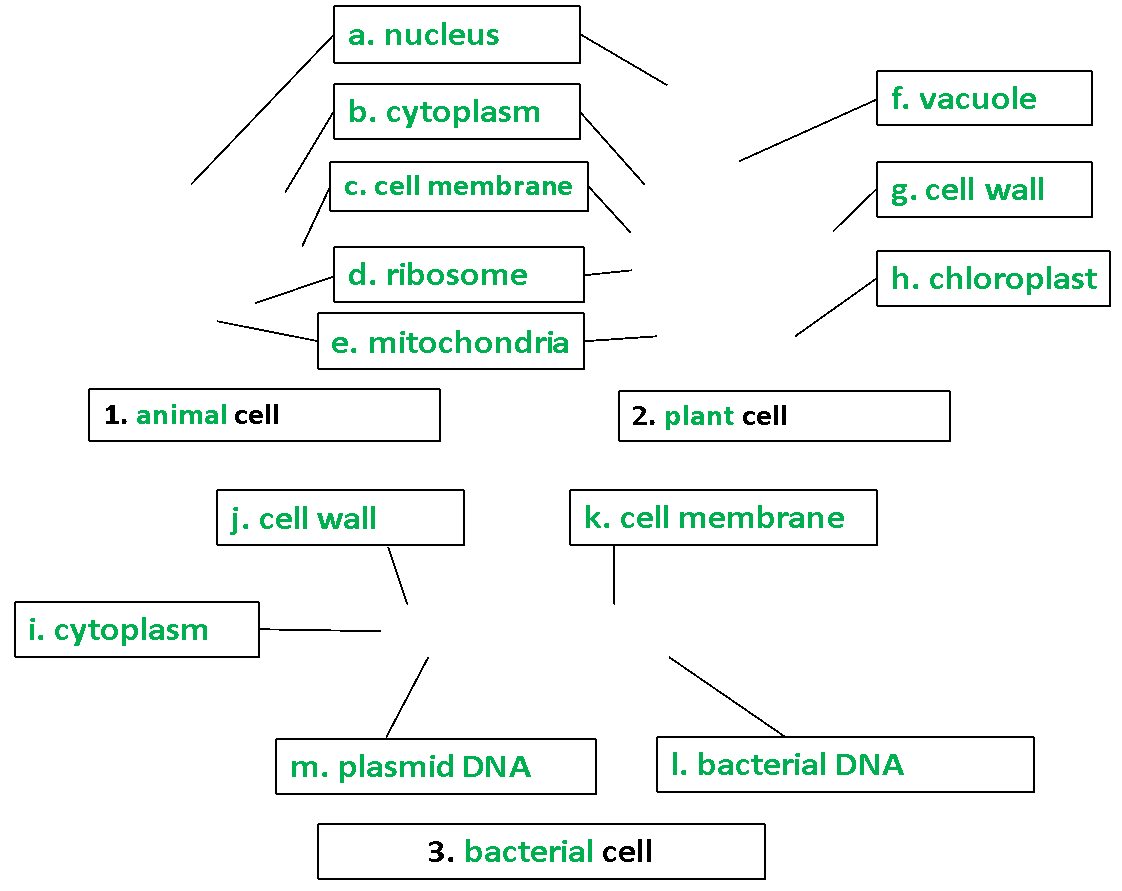 a. nucleus
b. cytoplasm
c. cell membrane
d. ribosome
e. mitochondria
f. vacuole
g. cell wall
h. chloroplast
1. animal cell
2. plant cell
j. cell wall
k. cell membrane
i. cytoplasm
m. plasmid DNA
l. bacterial DNA
3. bacterial cell